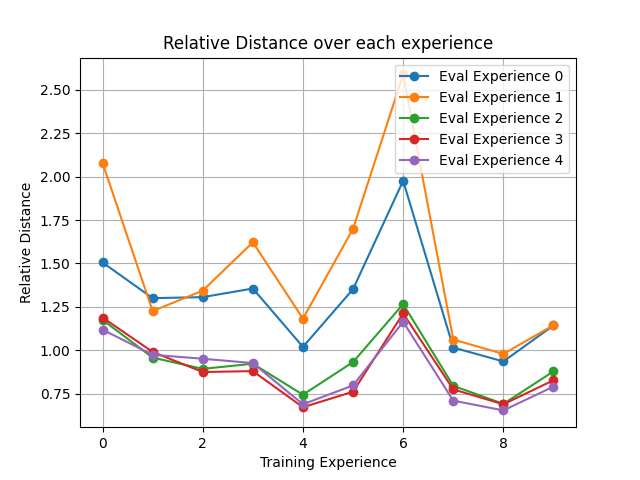 Relative Distance over each experience
Eval Experience 0
Eval Experience 1
Eval Experience 2
Eval Experience 3
Eval Experience 4
Relative Distance
2.50
2.25
2.00
1.75
1.50
1.25
1.00
0.75
0 2 4 6 8
Training Experience